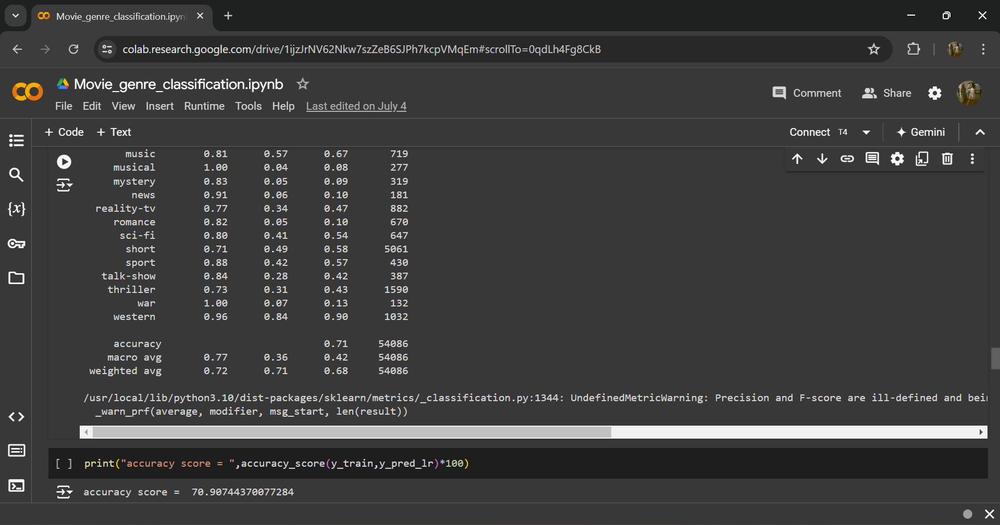 Movie_genre_classification.ipyn
colab.research.google.com/drive/1ijzJrNV62Nkw7szZeB6SJPh7kcpVMqEm#scrollTo=0qdLh4Fg8CkB
Movie_genre_classification.ipynb
Comment Share
File Edit View Insert Runtime Tools Help Last edited on July 4
+ Code + Text Connect T4 Gemini
music 0.81 0.57 0.67 719
musical 1.00 0.04 0.08 277
mystery 0.83 0.05 0.09 319
news 0.91 0.06 0.10 181
reality-tv 0.77 0.34 0.47 882
romance 0.82 0.05 0.10 670
sci-fi 0.80 0.41 0.54 647
short 0.71 0.49 0.58 5061
sport 0.88 0.42 0.57 430
talk-show 0.84 0.28 0.42 387
thriller 0.73 0.31 0.43 1590
war 1.00 0.07 0.13 132
western 0.96 0.84 0.90 1032
accuracy 0.71 54086
macro avg 0.77 0.36 0.42 54086
weighted avg 0.72 0.71 0.68 54086
/usr/local/lib/python3.10/dist-packages/sklearn/metrics/_classification.py:1344: UndefinedMetricWarning: Precision and F-score are ill-defined and bei
_warn_prf(average, modifier, msg_start, len(result))
[ ] print("accuracy score = ",accuracy_score(y_train,y_pred_lr)*100)
accuracy score = 70.90744370077284